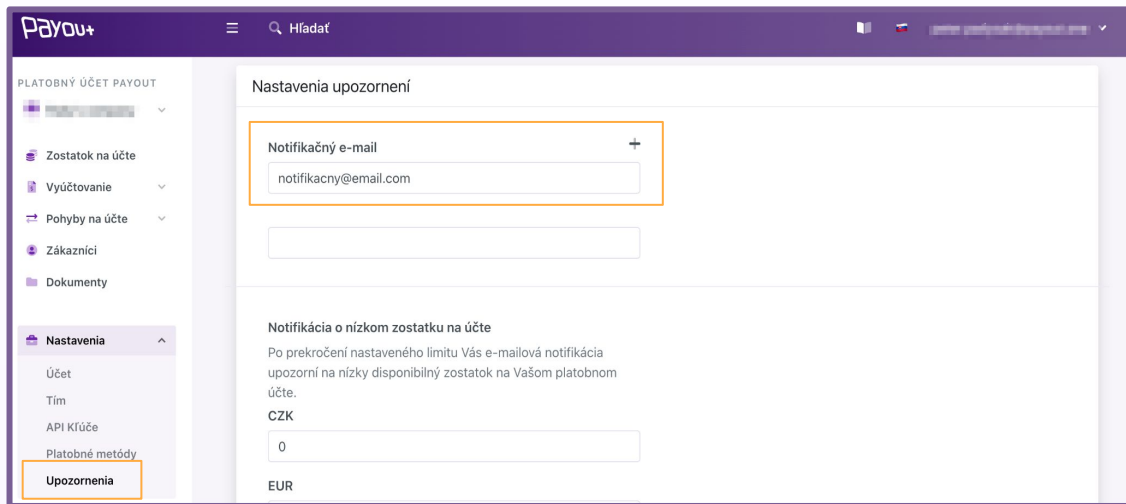 Payout+
Hľadať
PLATOBNÝ ÚČET PAYOUT
Zostatok na účte
Vyúčtovanie
Pohyby na účte
Zákazníci
Dokumenty
Nastavenia
Účet
Tím
API Kľúče
Platobné metódy
Upozornenia
Nastavenia upozornení
Notifikačný e-mail
notifikacny@email.com
Notifikácia o nízkom zostatku na účte
Po prekročení nastaveného limitu Vás e-mailová notifikácia
upozorní na nízky disponibilný zostatok na Vašom platobnom
účte.
CZK
0
EUR